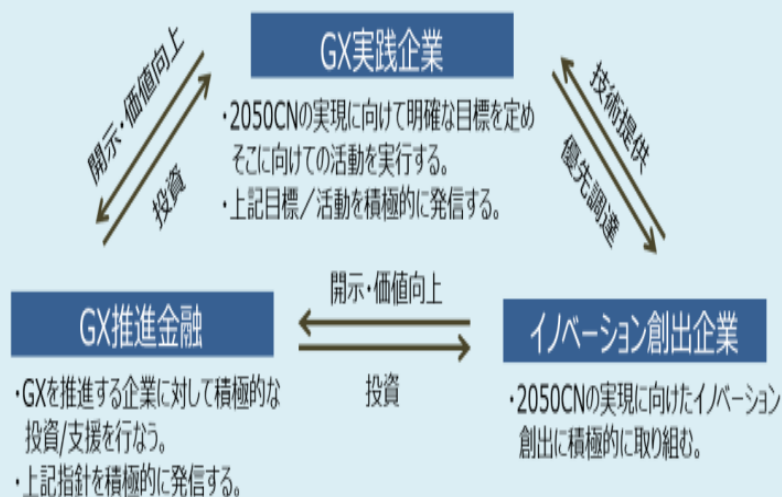 GX実践企業
・2050CNの実現に向けて明確な目標を定め
そこに向けての活動を実行する。
・上記目標/活動を積極的に発信する。
開示・価値向上
投資
技術提供
優先調達
開示・価値向上
投資
GX推進金融
・GXを推進する企業に対して積極的な
投資/支援を行なう。
・上記指針を積極的に発信する。
イノベーション創出企業
・2050CNの実現に向けたイノベーション
創出に積極的に取り組む。